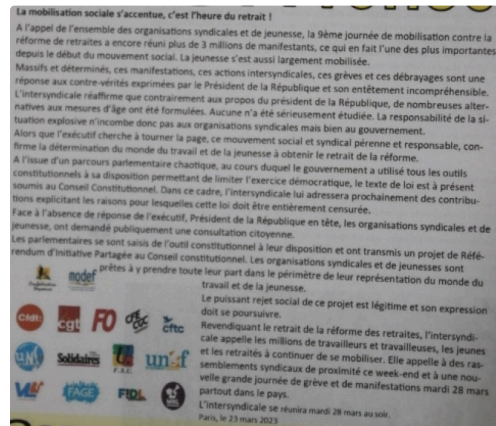 La mobilisation sociale s'accentue, c'est l'heure du retrait !
A l'appel de l'ensemble des organisations syndicales et de jeunesse, la 9ème journée de mobilisation contre la
réforme de retraites a encore réuni plus de 3 millions de manifestants, ce qui en fait l'une des plus importantes
depuis le début du mouvement social. La jeunesse s'est aussi largement mobilisée.
Massifs et déterminés, ces manifestations, ces actions intersyndicales, ces grèves et ces débrayages sont une
réponse aux contre-vérités exprimées par le Président de la République et son entêtement incompréhensible.
L'intersyndicale réaffirme que contrairement aux propos du président de la République, de nombreuses alter-
natives aux mesures d'âge ont été formulées. Aucune n'a été sérieusement étudiée. La responsabilité de la si-
tuation explosive n'incombe donc pas aux organisations syndicales mais bien au gouvernement.
Alors que l'exécutif cherche à tourner la page, ce mouvement social et syndical pérenne et responsable, con-
firme la détermination du monde du travail et de la jeunesse à obtenir le retrait de la réforme.
A l'issue d'un parcours parlementaire chaotique, au cours duquel le gouvernement a utilisé tous les outils
constitutionnels à sa disposition permettant de limiter l'exercice démocratique, le texte de loi est à présent
soumis au Conseil Constitutionnel. Dans ce cadre, l'intersyndicale lui adressera prochainement des contribu-
tions explicitant les raisons pour lesquelles cette loi doit être entièrement censurée.
Face à l'absence de réponse de l'exécutif, Président de la République en tête, les organisations syndicales et de
jeunesse, ont demandé publiquement une consultation citoyenne.
Les parlementaires se sont saisis de l'outil constitutionnel à leur disposition et ont transmis un projet de Réfé-
rendum d'Initiative Partagée au Conseil constitutionnel. Les organisations syndicales et de jeunesses sont
prêtes à y prendre toute leur part dans le périmètre de leur représentation du monde du
travail et de la jeunesse.
Le puissant rejet social de ce projet est légitime et son expression
doit se poursuivre.
Revendiquant le retrait de la réforme des retraites, l'intersyndi-
cale appelle les millions de travailleurs et travailleuses, les jeunes
et les retraités à continuer de se mobiliser. Elle appelle à des ras-
semblements syndicaux de proximité ce week-end et à une nou-
velle grande journée de grève et de manifestations mardi 28 mars
partout dans le pays.
L'intersyndicale se réunira mardi 28 mars au soir.
Paris, le 23 mars 2023
modef
Cfdt:
cgt
FO
cftc
Solidaires
F.S.U.
unef
FAGE
FIDL